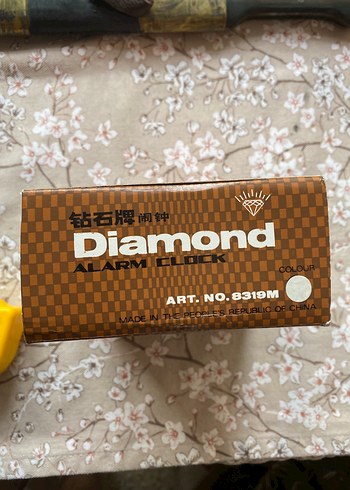 钻石牌 闹钟
Diamond
ALARM CLOCK
COLOUR
ART. NO. 8319M
MADE IN THE PEOPLE'S REPUBLIC OF CHINA